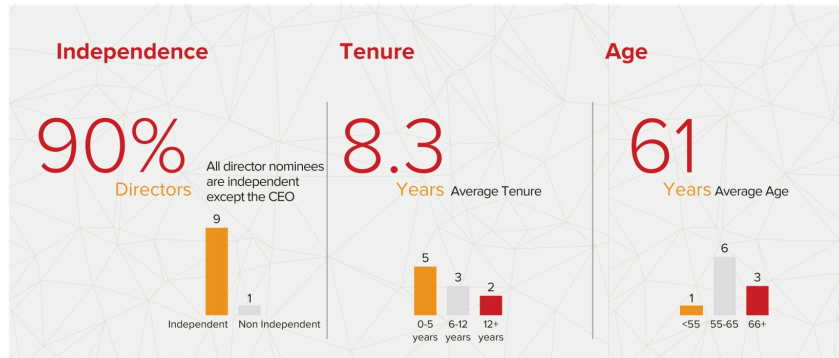 Independence
90%
Directors
All director nominees
are independent
except the CEO
9
1
Independent
Non Independent
Tenure
8.3
Years Average Tenure
5
3
2
0-5
years
6-12
years
12+
years
Age
61
Years Average Age
1
6
3
<55
55-65
66+